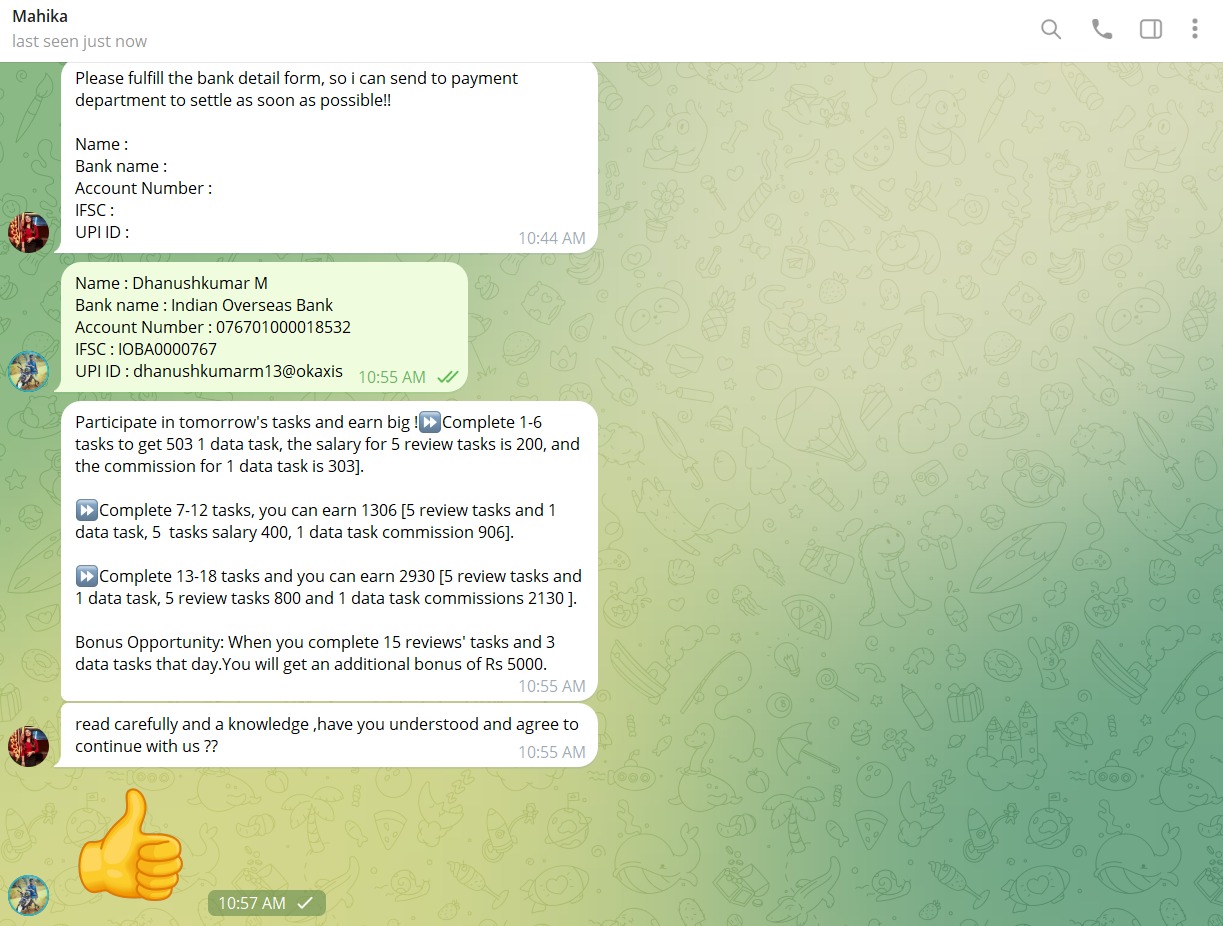 Mahika
last seen just now
Please fulfill the bank detail form, so i can send to payment
department to settle as soon as possible!!
Name :
Bank name :
Account Number :
IFSC :
UPI ID :
10:44 AM
Name : Dhanushkumar M
Bank name : Indian Overseas Bank
Account Number : 076701000018532
IFSC : IOBA0000767
UPI ID : dhanushkumarm13@okaxis 10:55 AM
Participate in tomorrow's tasks and earn big !⏩Complete 1-6
tasks to get 503 1 data task, the salary for 5 review tasks is 200, and
the commission for 1 data task is 303].
⏩Complete 7-12 tasks, you can earn 1306 [5 review tasks and 1
data task, 5  tasks salary 400, 1 data task commission 906].
⏩Complete 13-18 tasks and you can earn 2930 [5 review tasks and
1 data task, 5 review tasks 800 and 1 data task commissions 2130 ].
Bonus Opportunity: When you complete 15 reviews' tasks and 3
data tasks that day.You will get an additional bonus of Rs 5000.
10:55 AM
read carefully and a knowledge ,have you understood and agree to
continue with us ?? 10:55 AM
👍
10:57 AM